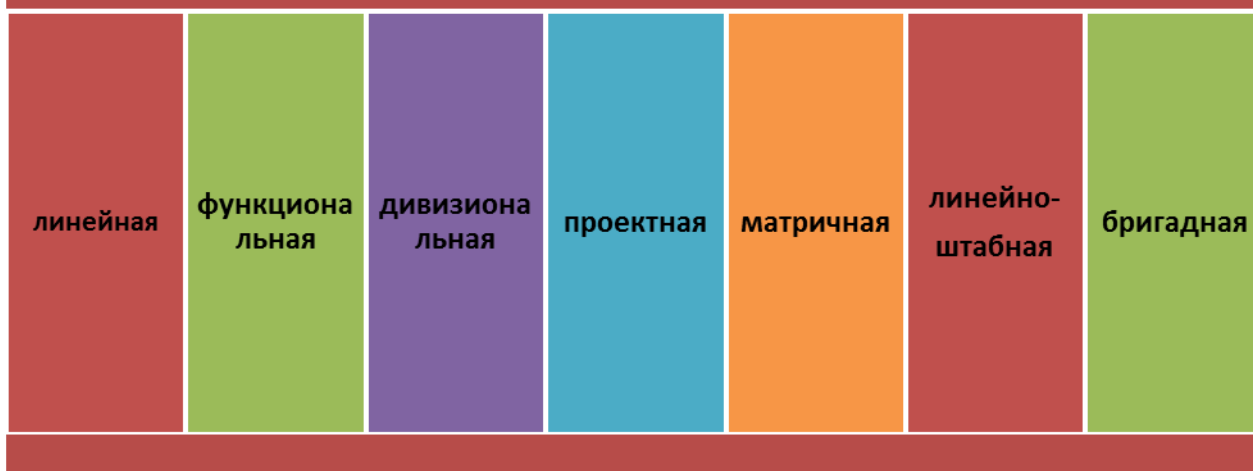 линейная
функциона
льная
дивизиона
льная
проектная
матричная
линейно-
штабная
бригадная